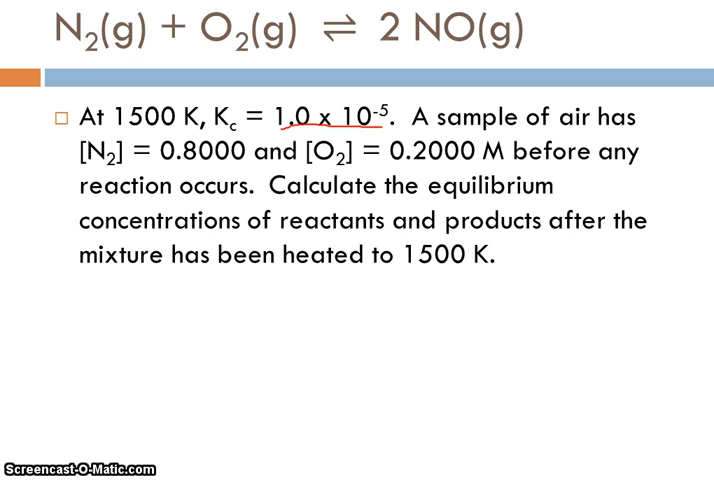 N₂(g) + O₂(g) ⇌ 2 NO(g)
□ At 1500 K, K꜀ = 1.0 x 10⁻⁵. A sample of air has
[N₂] = 0.8000 and [O₂] = 0.2000 M before any
reaction occurs. Calculate the equilibrium
concentrations of reactants and products after the
mixture has been heated to 1500 K.
Screencast-O-Matic.com